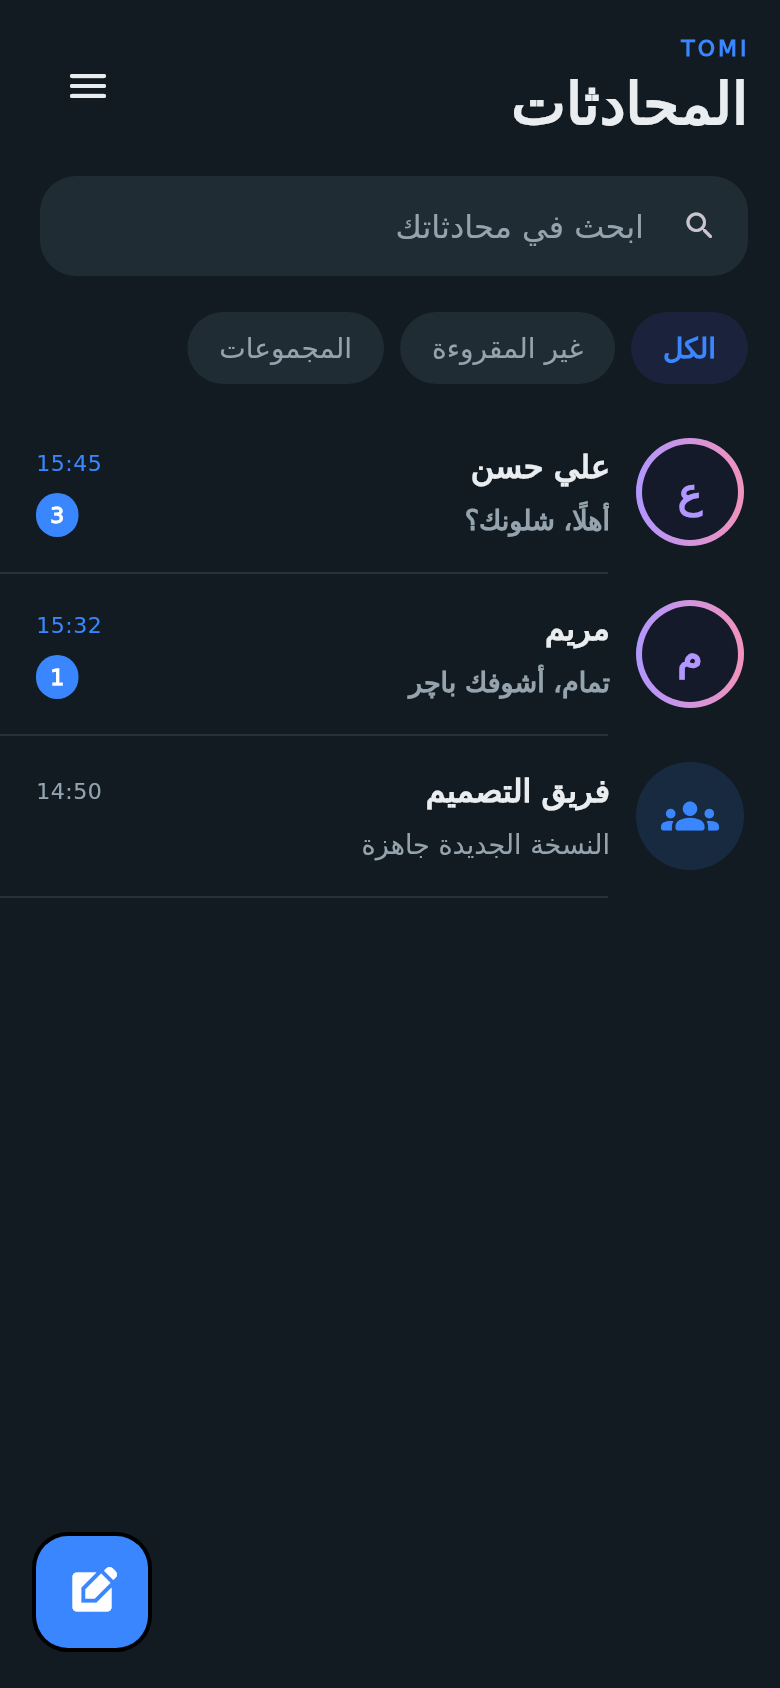 TOMI
المحادثات
ابحث في محادثاتك
الكل
غير المقروءة
المجموعات
ع
علي حسن
15:45
أهلًا، شلونك؟
3
م
مريم
15:32
تمام، أشوفك باچر
1
فريق التصميم
14:50
النسخة الجديدة جاهزة